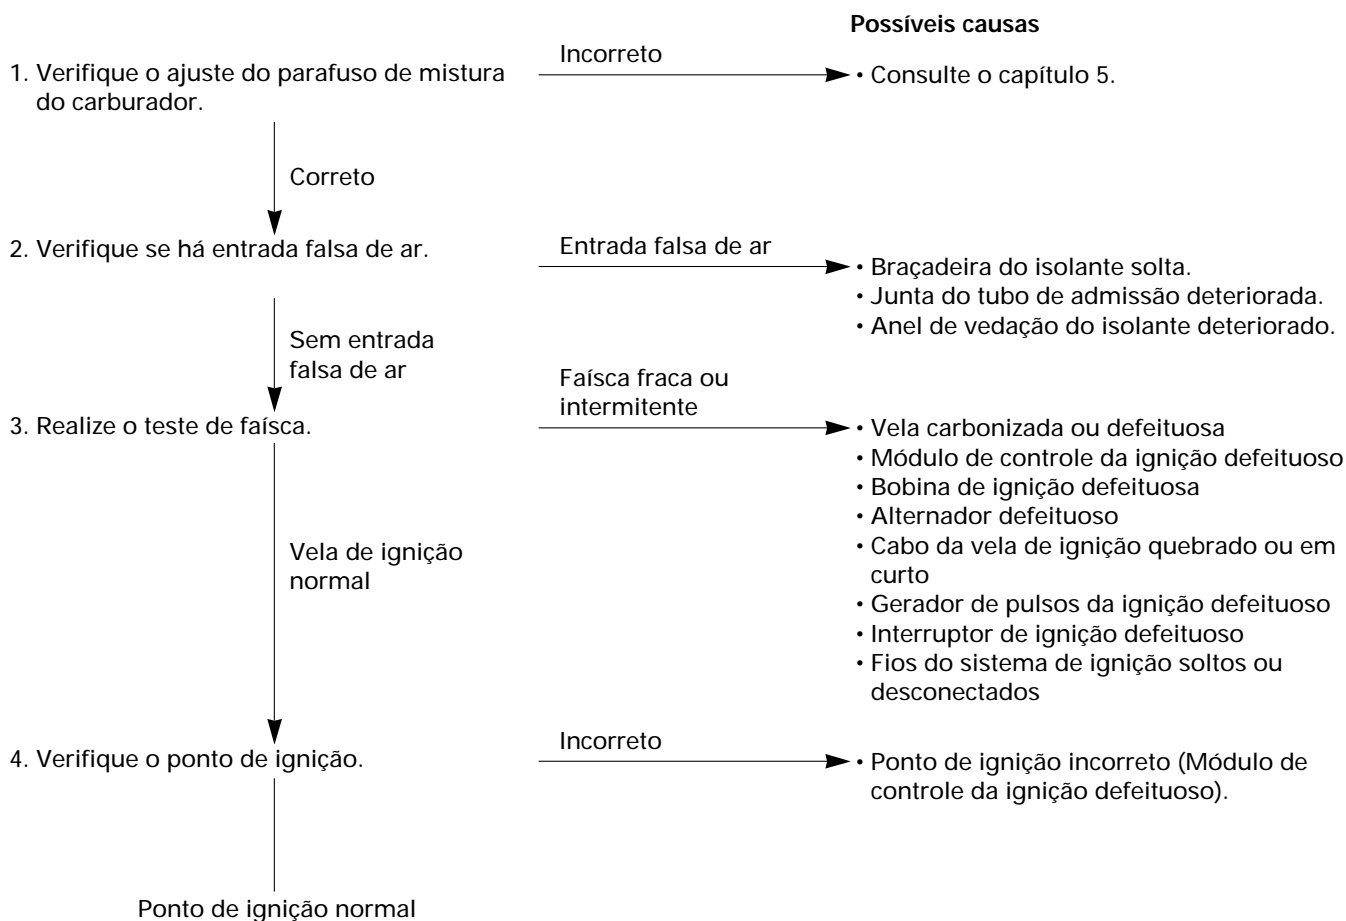 Possíveis causas
1. Verifique o ajuste do parafuso de mistura
do carburador.
Incorreto
• Consulte o capítulo 5.
Correto
2. Verifique se há entrada falsa de ar.
Entrada falsa de ar
• Braçadeira do isolante solta.
• Junta do tubo de admissão deteriorada.
• Anel de vedação do isolante deteriorado.
Sem entrada
falsa de ar
3. Realize o teste de faísca.
Faísca fraca ou
intermitente
• Vela carbonizada ou defeituosa
• Módulo de controle da ignição defeituoso
• Bobina de ignição defeituosa
• Alternador defeituoso
• Cabo da vela de ignição quebrado ou em
curto
• Gerador de pulsos da ignição defeituoso
• Interruptor de ignição defeituoso
• Fios do sistema de ignição soltos ou
desconectados
Vela de ignição
normal
4. Verifique o ponto de ignição.
Incorreto
• Ponto de ignição incorreto (Módulo de
controle da ignição defeituoso).
Ponto de ignição normal